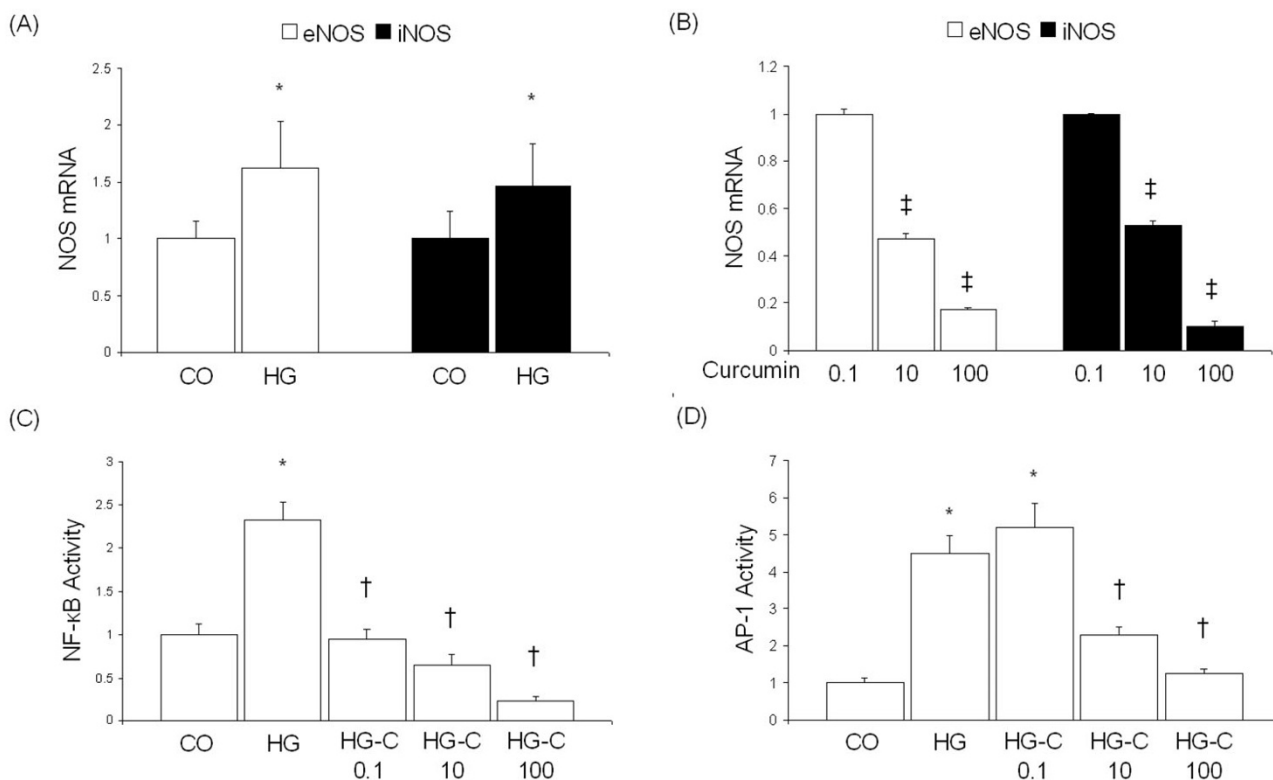 (A)
□ eNOS ■ iNOS
NOS mRNA
2.5
2
1.5
1
0.5
0
*
*
CO HG CO HG
(B)
□ eNOS ■ iNOS
NOS mRNA
1.2
1
0.8
0.6
0.4
0.2
0
‡
‡
‡
‡
Curcumin 0.1 10 100 0.1 10 100
(C)
NF-κB Activity
3
2.5
2
1.5
1
0.5
0
*
†
†
†
CO HG HG-C HG-C HG-C
0.1 10 100
(D)
AP-1 Activity
7
6
5
4
3
2
1
0
*
*
†
†
CO HG HG-C HG-C HG-C
0.1 10 100